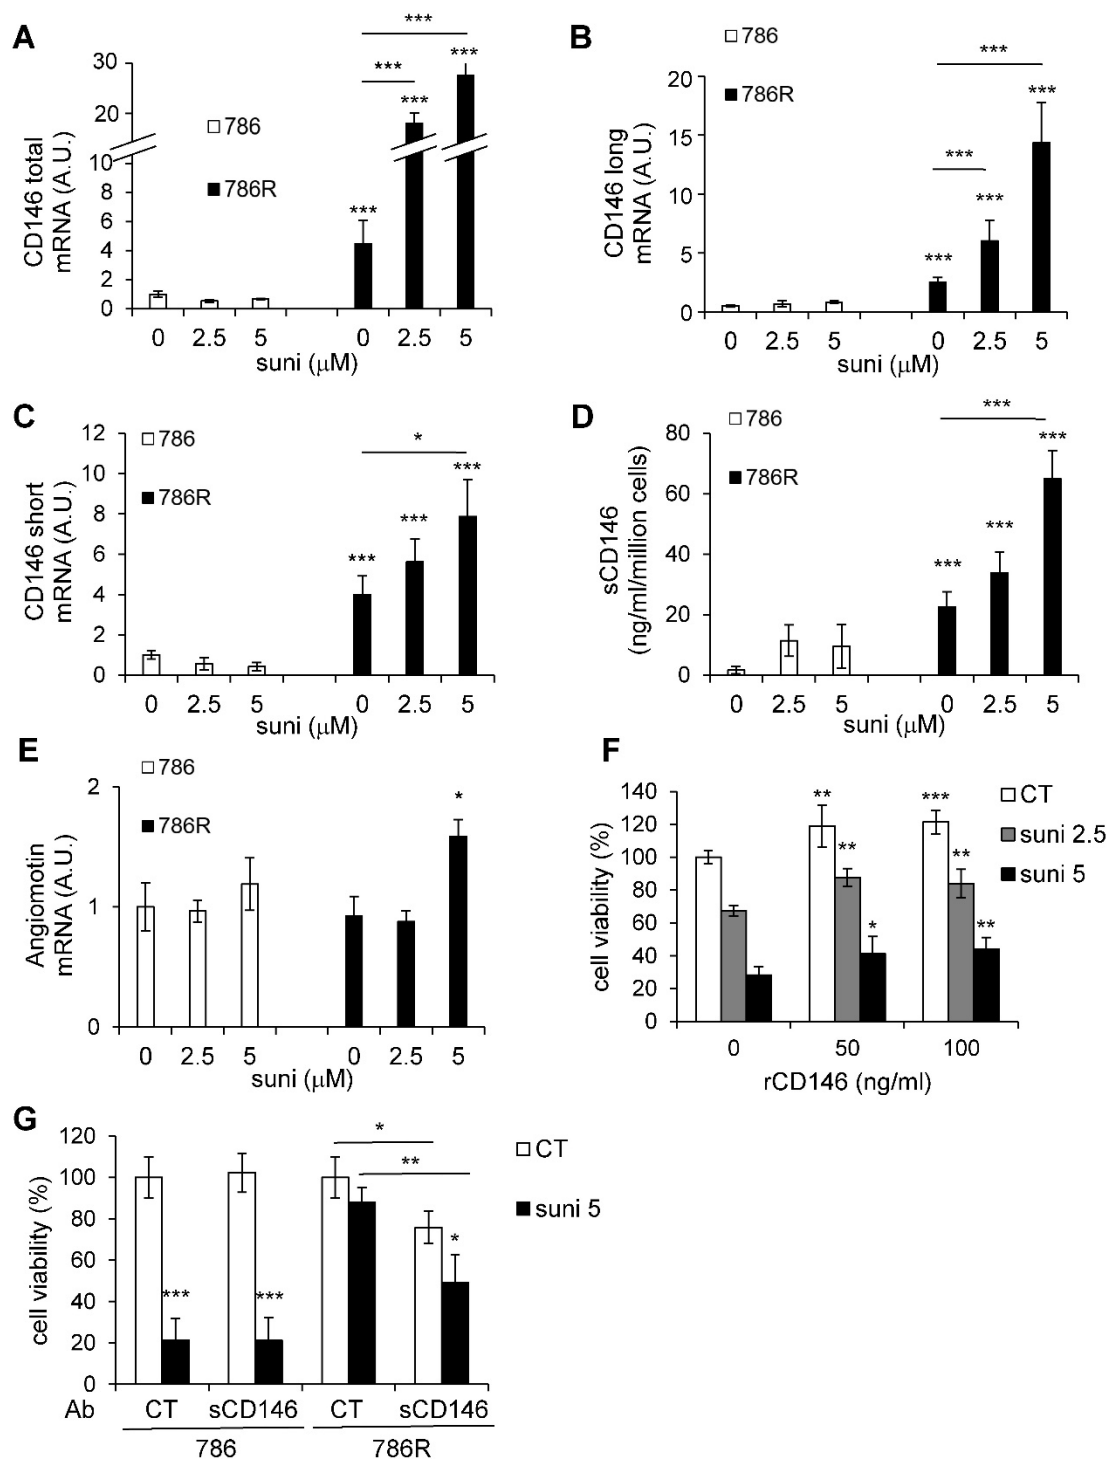 A
CD146 total
mRNA (A.U.)
30
20
10
8
6
4
2
0
786
786R
***
***
***
***
***
0 2.5 5 0 2.5 5
suni (µM)
B
CD146 long
mRNA (A.U.)
20
15
10
5
0
786
786R
***
***
***
***
***
0 2.5 5 0 2.5 5
suni (µM)
C
CD146 short
mRNA (A.U.)
12
10
8
6
4
2
0
786
786R
*
***
***
***
0 2.5 5 0 2.5 5
suni (µM)
D
sCD146
(ng/ml/million cells)
80
60
40
20
0
786
786R
***
***
***
***
0 2.5 5 0 2.5 5
suni (µM)
E
Angiomotin
mRNA (A.U.)
2
1
0
786
786R
*
0 2.5 5 0 2.5 5
suni (µM)
F
cell viability (%)
140
120
100
80
60
40
20
0
CT
suni 2.5
suni 5
** ***
** **
* **
0 50 100
rCD146 (ng/ml)
G
cell viability (%)
120
100
80
60
40
20
0
CT
suni 5
*
**
*
*** ***
Ab CT sCD146 CT sCD146
786 786R